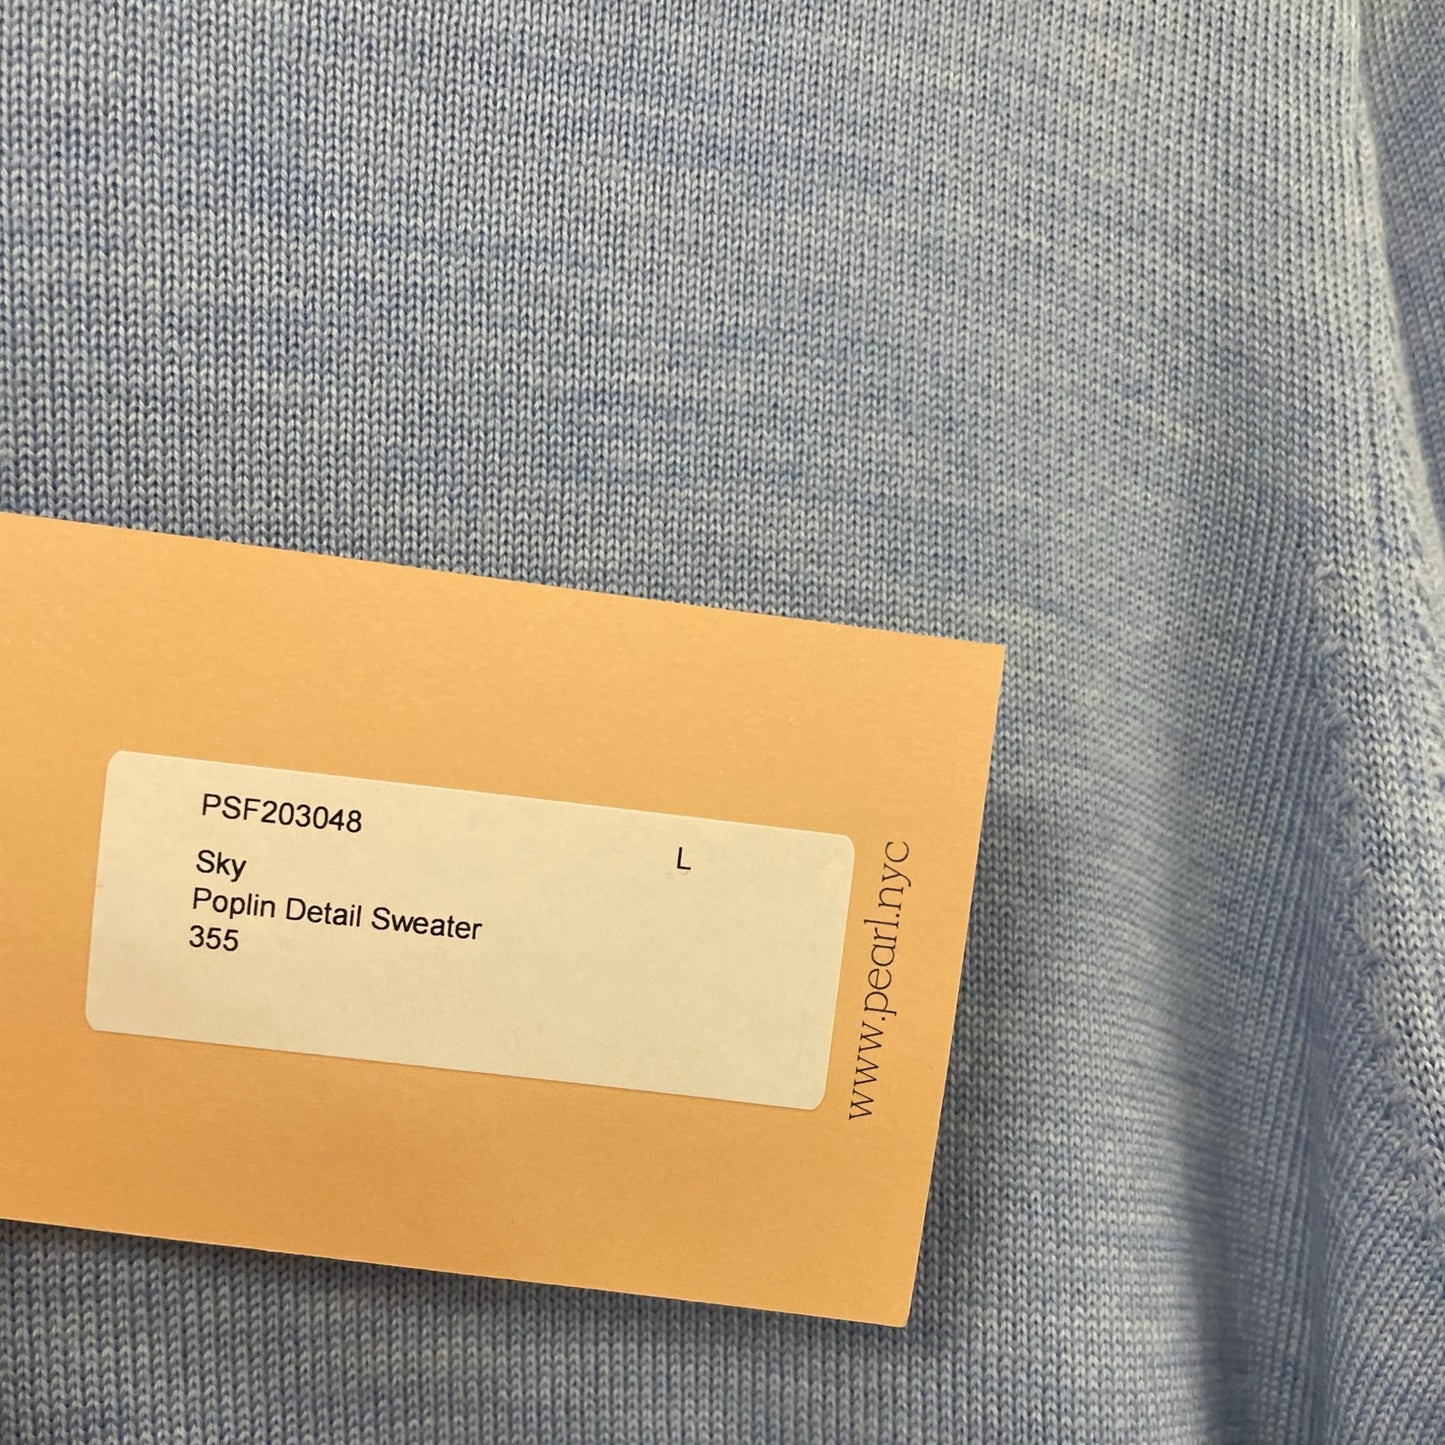 PSF203048
L
Sky
Poplin Detail Sweater
355
www.pearl.nyc